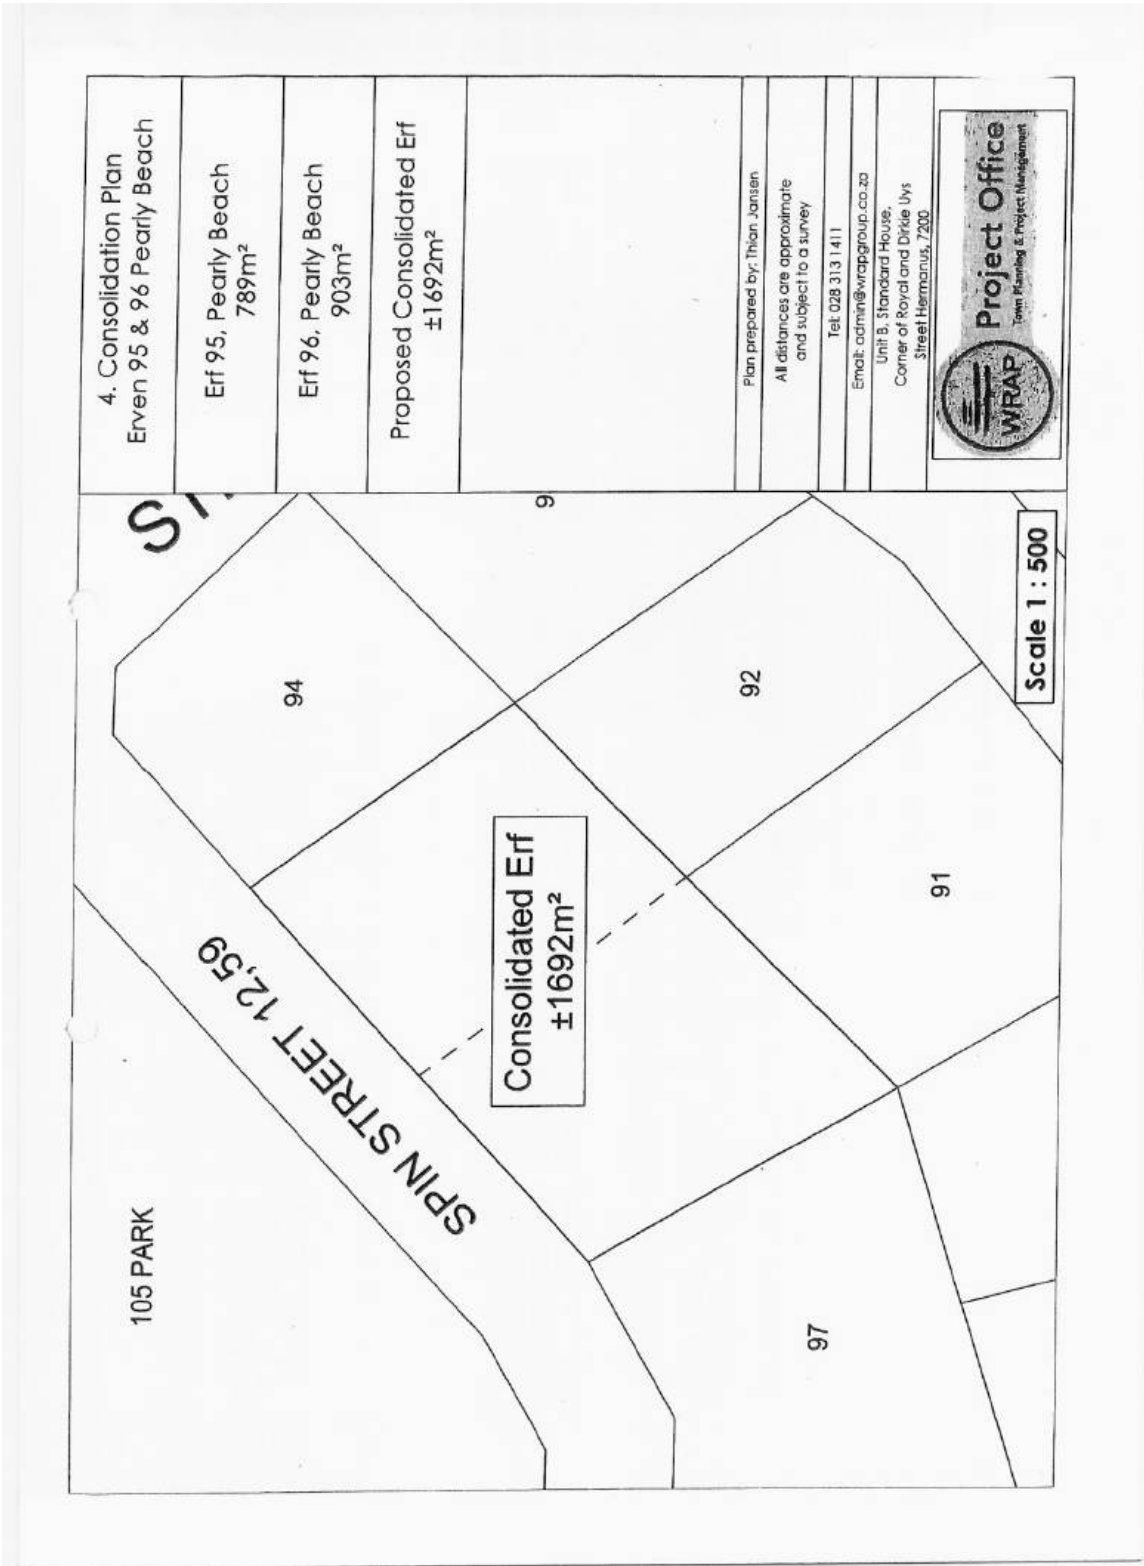 4. Consolidation Plan
Erven 95 & 96 Pearly Beach
Erf 95, Pearly Beach
789m²
Erf 96, Pearly Beach
903m²
Proposed Consolidated Erf
±1692m²
Plan prepared by: Thian Jansen
All distances are approximate
and subject to a survey
Tel: 028 313 1411
Email: admin@wrapgroup.co.za
Unit B, Standard House,
Corner of Royal and Dirkie Uys
Street Hermanus, 7200
WRAP
Project Office
Town Planning & Project Management
105 PARK
SPIN STREET 12,59
94
9
Consolidated Erf
±1692m²
92
91
97
Scale 1 : 500